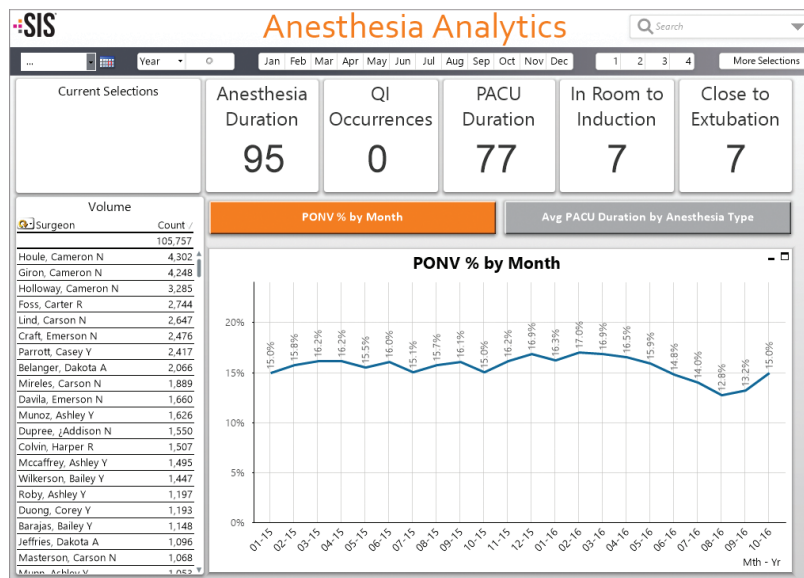 SIS
Anesthesia Analytics
Search
...
Year
Jan Feb Mar Apr May Jun Jul Aug Sep Oct Nov Dec
1 2 3 4
More Selections
Current Selections
Anesthesia Duration
95
QI Occurrences
0
PACU Duration
77
In Room to Induction
7
Close to Extubation
7
Volume
Surgeon Count
105,757
Houle, Cameron N 4,302
Giron, Cameron N 4,248
Holloway, Cameron N 3,285
Foss, Carter R 2,744
Lind, Carson N 2,647
Craft, Emerson N 2,476
Parrott, Casey Y 2,417
Belanger, Dakota A 2,066
Mireles, Carson N 1,889
Davila, Emerson N 1,660
Munoz, Ashley Y 1,626
Dupree, ¿Addison N 1,550
Colvin, Harper R 1,507
Mccaffrey, Ashley Y 1,495
Wilkerson, Bailey Y 1,447
Roby, Ashley Y 1,197
Duong, Corey Y 1,193
Barajas, Bailey Y 1,148
Jeffries, Dakota A 1,096
Masterson, Carson N 1,068
Munn, Ashley Y 1,053
PONV % by Month
Avg PACU Duration by Anesthesia Type
PONV % by Month
20%
15%
10%
5%
0%
15.0% 15.8% 16.2% 16.2% 15.5% 16.0% 15.1% 15.7% 16.1% 15.0% 16.2% 16.9% 16.3% 17.0% 16.9% 16.5% 15.9% 14.8% 14.0% 12.8% 13.2% 15.0%
01-15 02-15 03-15 04-15 05-15 06-15 07-15 08-15 09-15 10-15 11-15 12-15 01-16 02-16 03-16 04-16 05-16 06-16 07-16 08-16 09-16 10-16
Mth - Yr